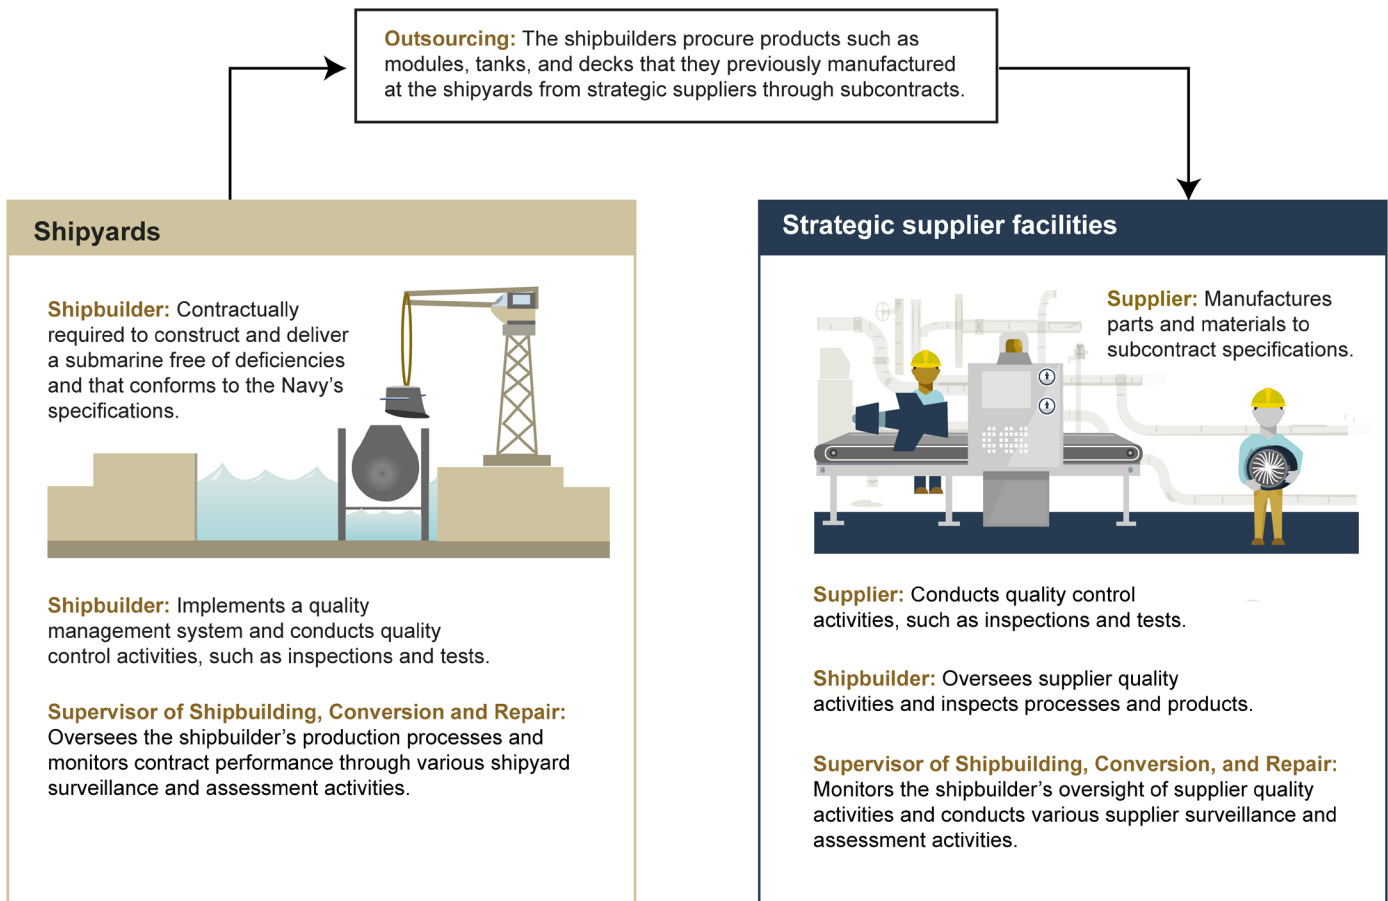 Outsourcing: The shipbuilders procure products such as
modules, tanks, and decks that they previously manufactured
at the shipyards from strategic suppliers through subcontracts.
Shipyards
Shipbuilder: Contractually
required to construct and deliver
a submarine free of deficiencies
and that conforms to the Navy’s
specifications.
Shipbuilder: Implements a quality
management system and conducts quality
control activities, such as inspections and tests.
Supervisor of Shipbuilding, Conversion and Repair:
Oversees the shipbuilder’s production processes and
monitors contract performance through various shipyard
surveillance and assessment activities.
Strategic supplier facilities
Supplier: Manufactures
parts and materials to
subcontract specifications.
Supplier: Conducts quality control
activities, such as inspections and tests.
Shipbuilder: Oversees supplier quality
activities and inspects processes and products.
Supervisor of Shipbuilding, Conversion, and Repair:
Monitors the shipbuilder’s oversight of supplier quality
activities and conducts various supplier surveillance and
assessment activities.